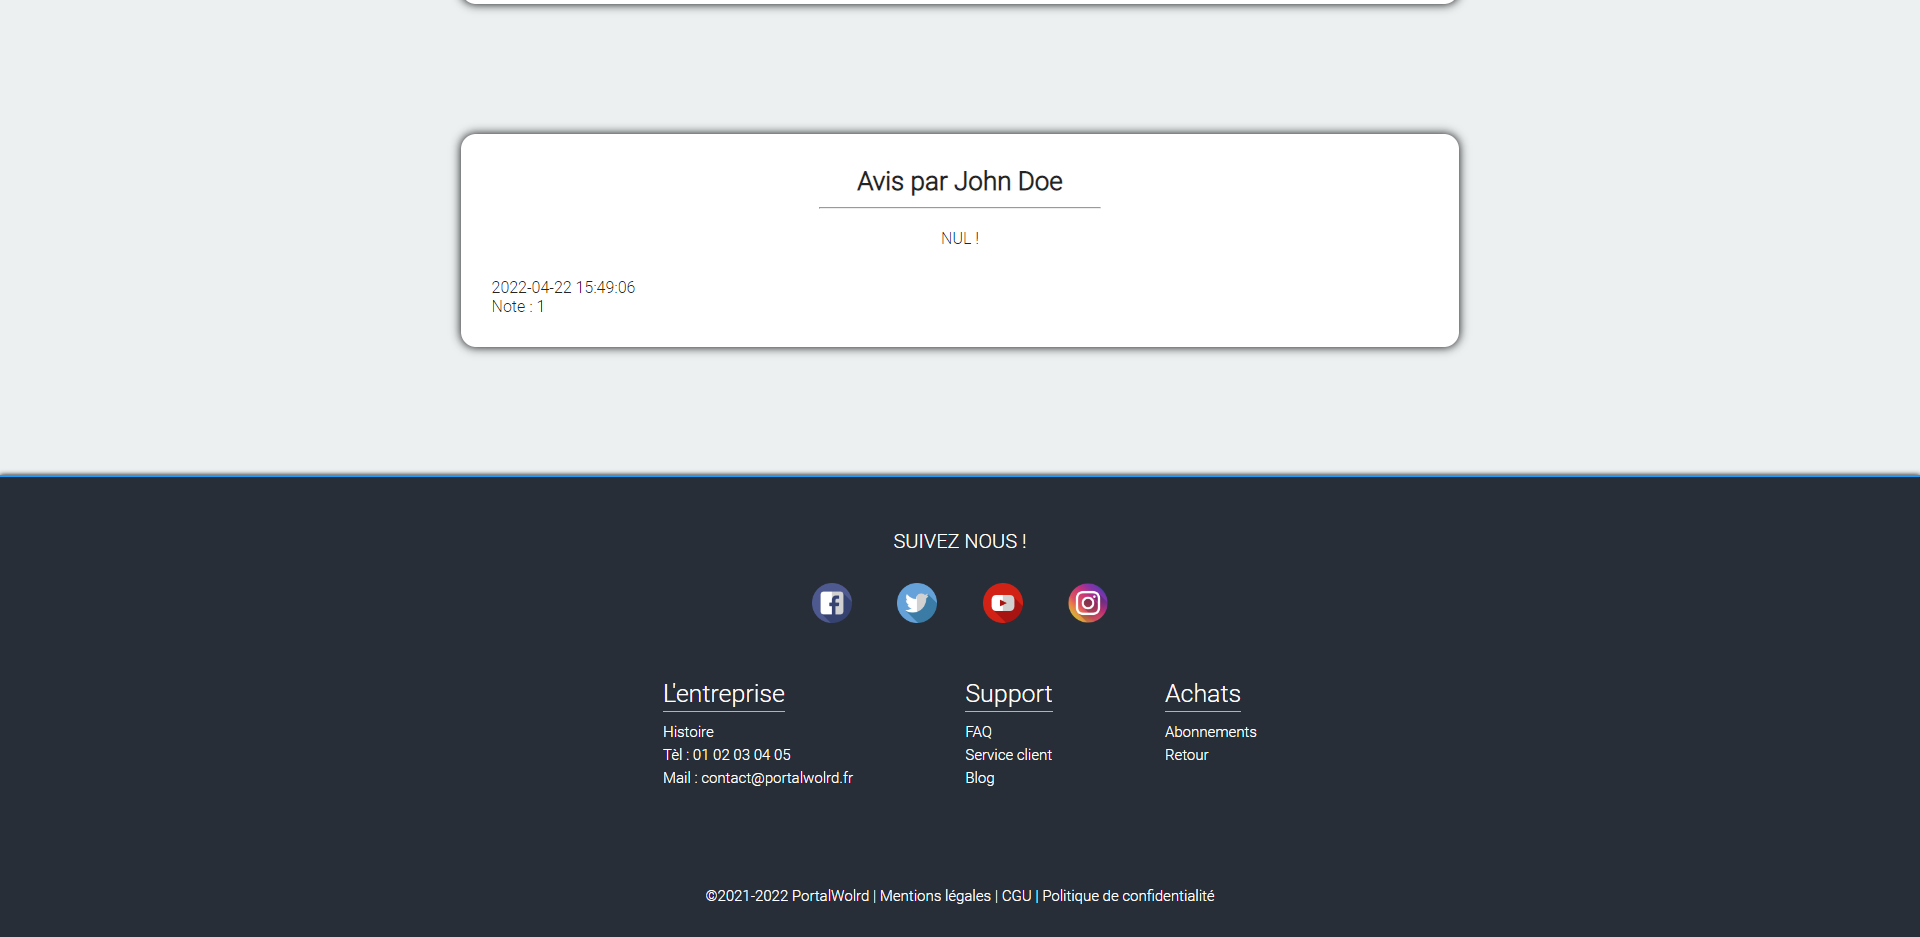 Avis par John Doe
NUL !
2022-04-22 15:49:06
Note : 1
SUIVEZ NOUS !
L'entreprise
Histoire
Tèl : 01 02 03 04 05
Mail : contact@portalwolrd.fr
Support
FAQ
Service client
Blog
Achats
Abonnements
Retour
©2021-2022 PortalWolrd | Mentions légales | CGU | Politique de confidentialité